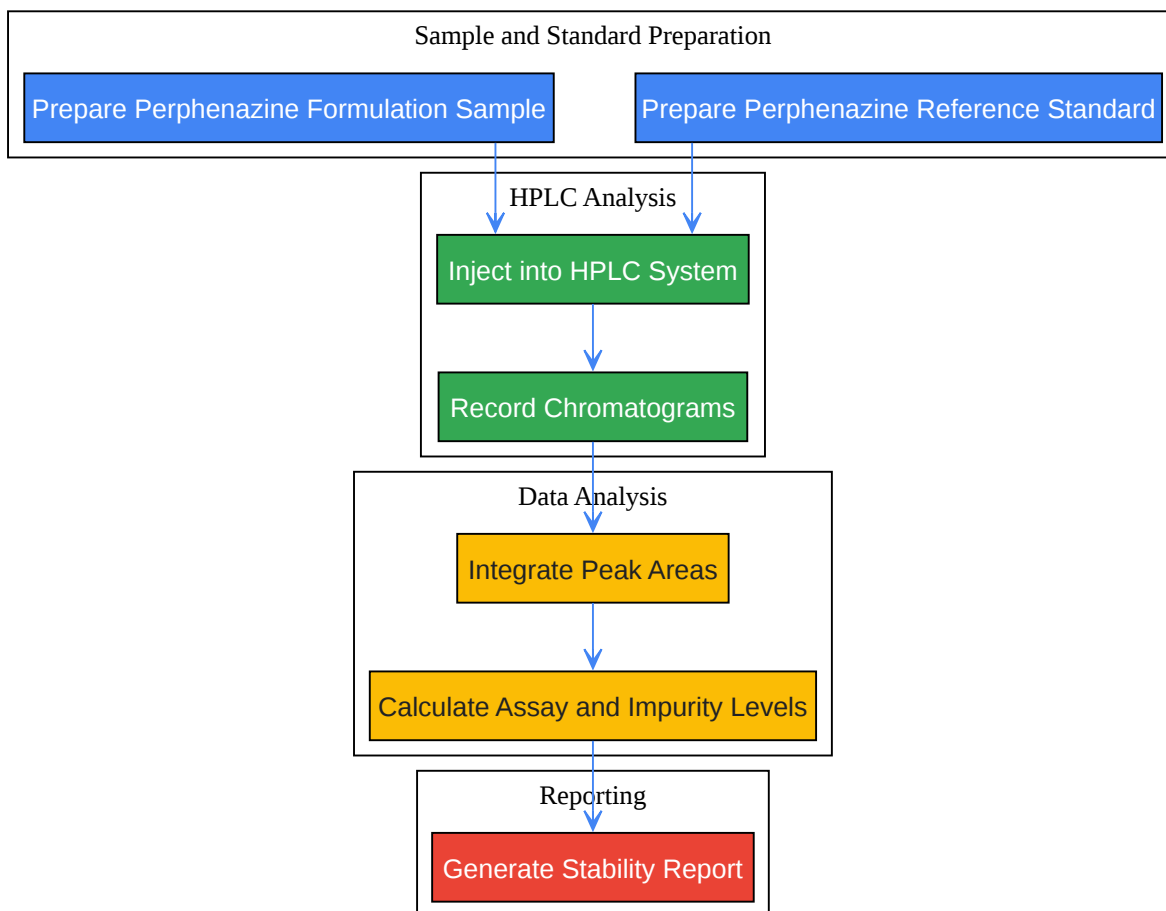 Sample and Standard Preparation
Prepare Perphenazine Formulation Sample
Prepare Perphenazine Reference Standard
HPLC Analysis
Inject into HPLC System
Record Chromatograms
Data Analysis
Integrate Peak Areas
Calculate Assay and Impurity Levels
Reporting
Generate Stability Report